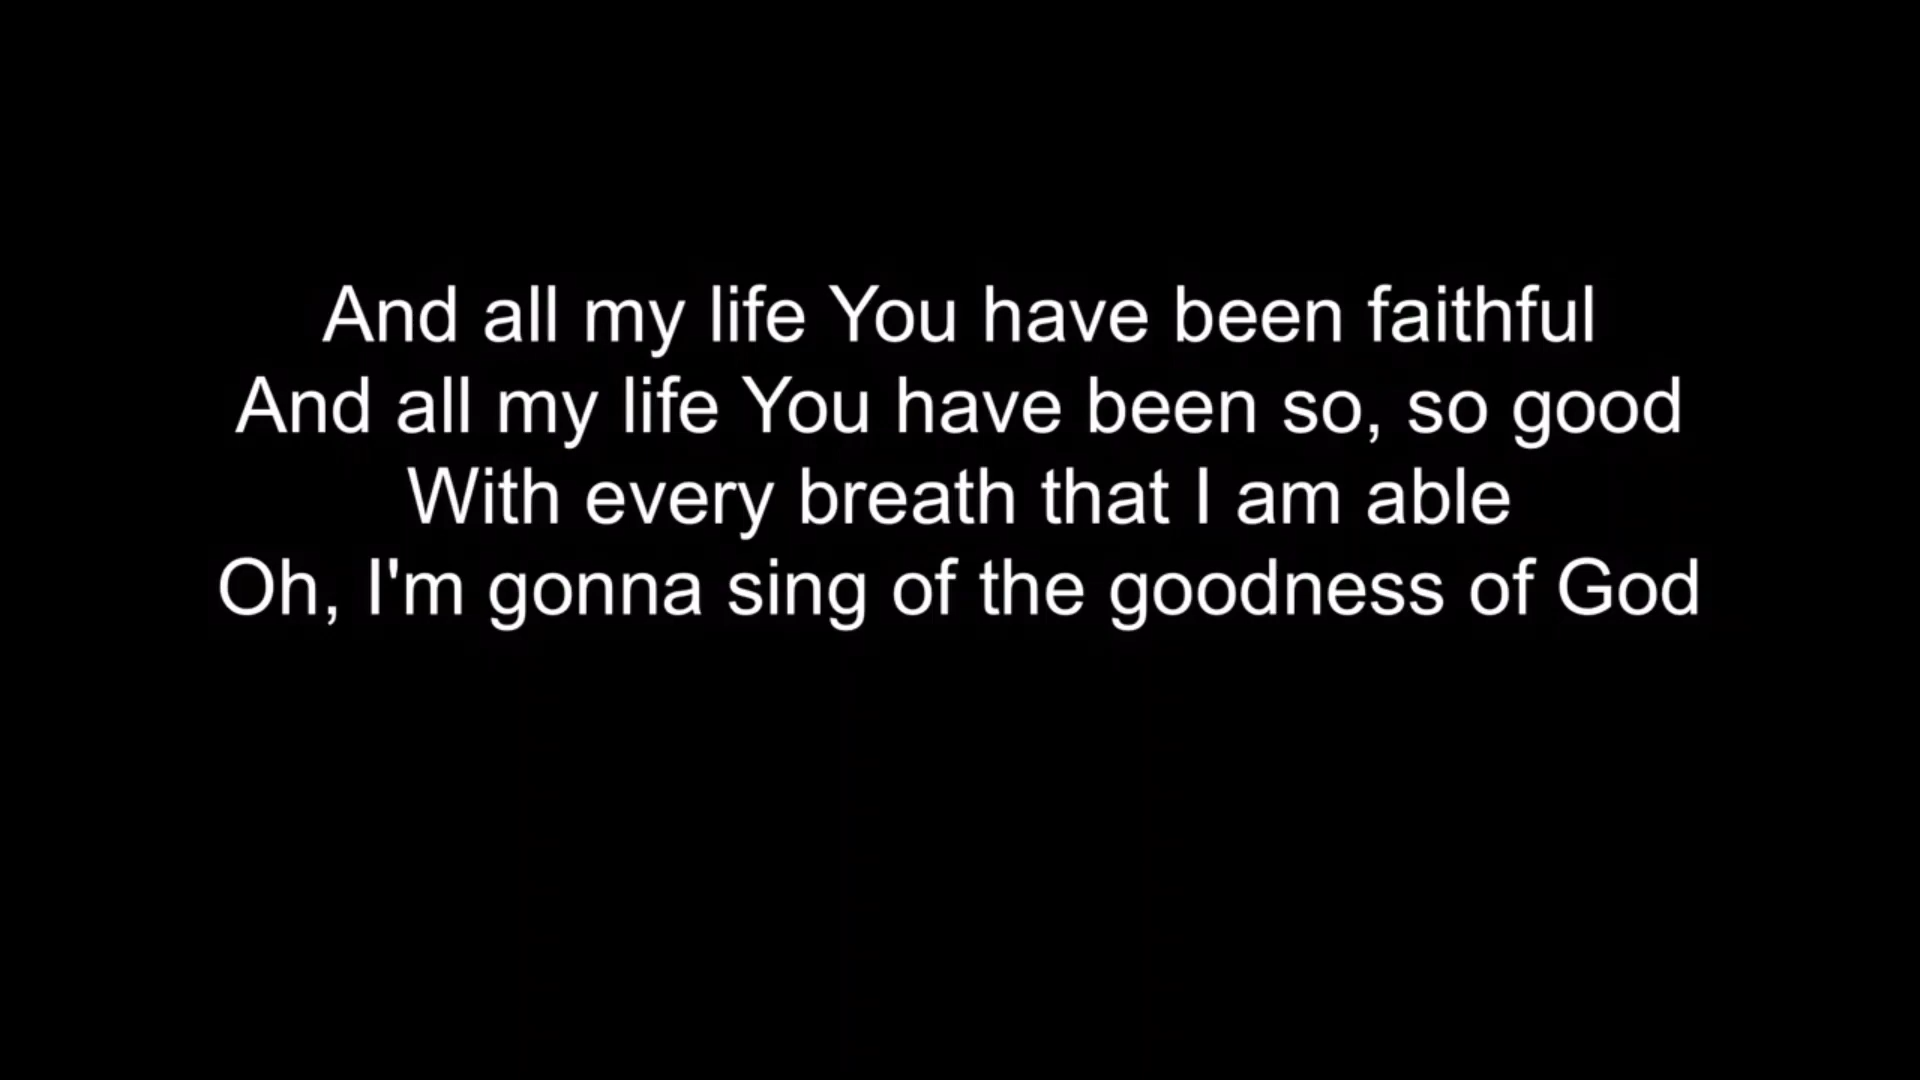 And all my life You have been faithful
And all my life You have been so, so good
With every breath that I am able
Oh, I'm gonna sing of the goodness of God